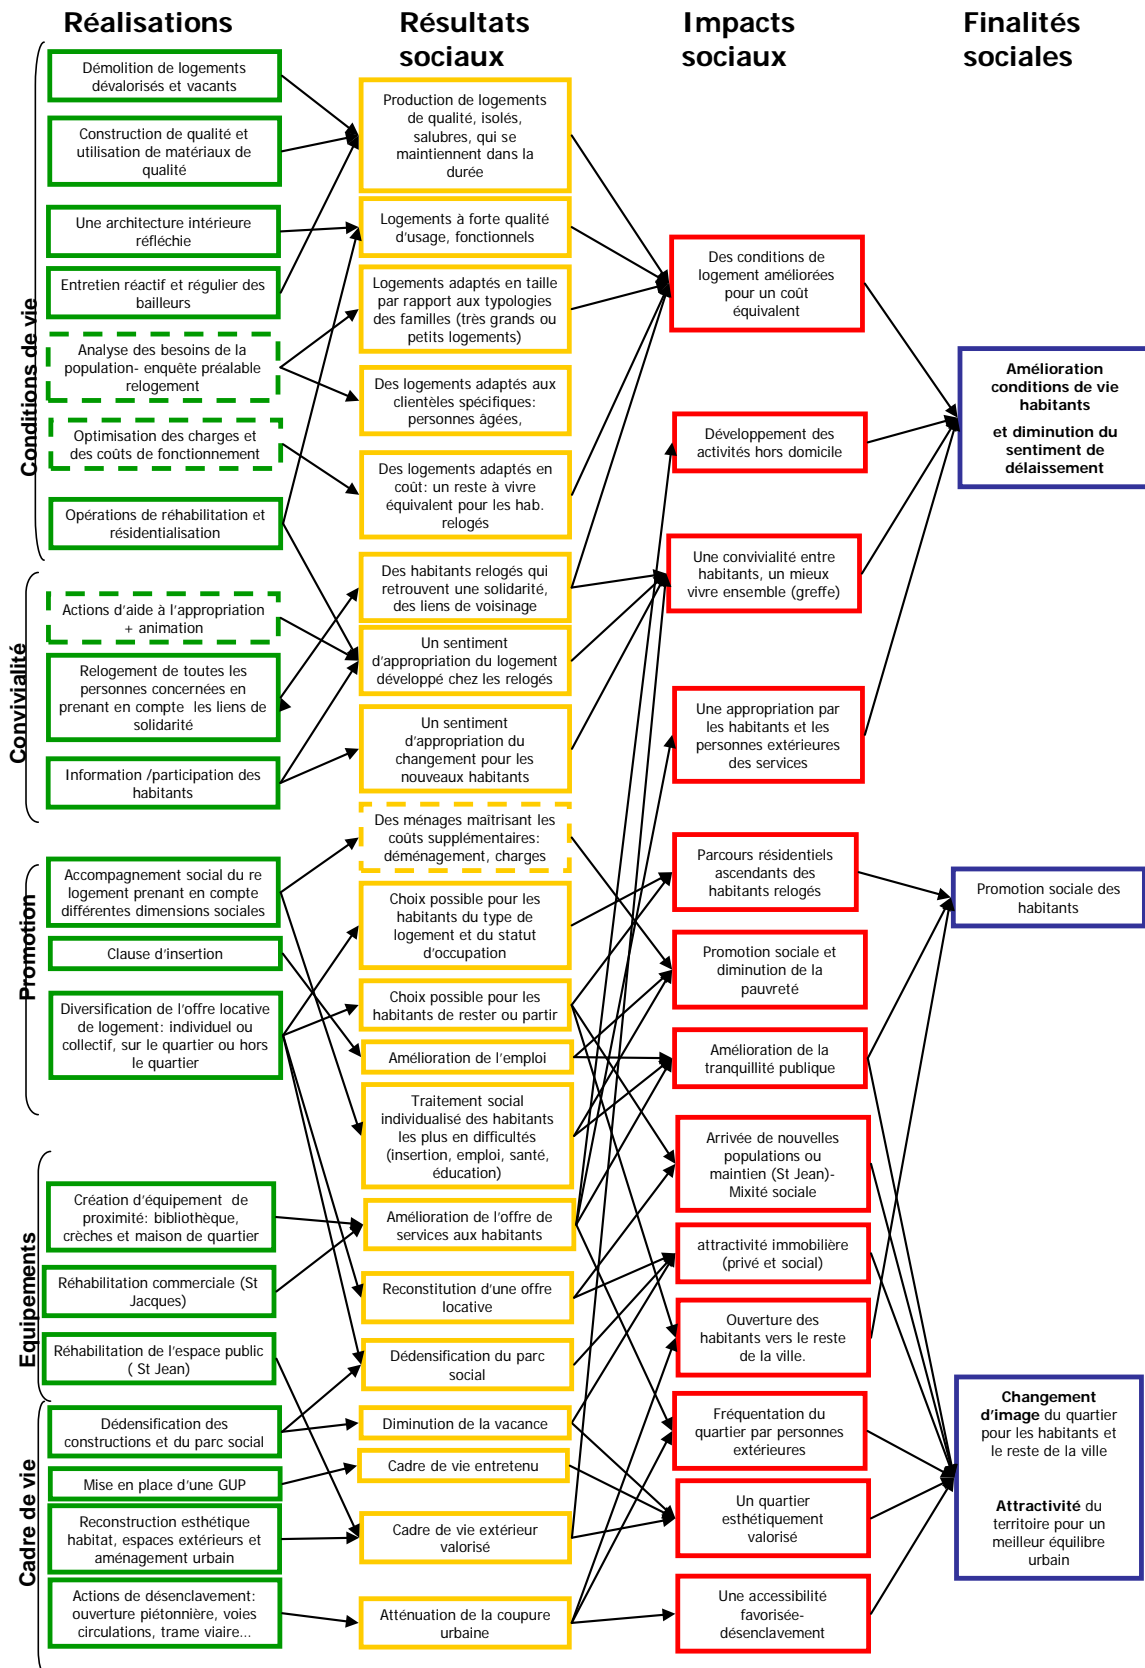 Réalisations
Résultats
sociaux
Impacts
sociaux
Finalités
sociales
Conditions de vie
Démolition de logements
dévalorisés et vacants
Construction de qualité et
utilisation de matériaux de
qualité
Une architecture intérieure
réfléchie
Entretien réactif et régulier des
bailleurs
Analyse des besoins de la
population- enquête préalable
relogement
Optimisation des charges et
des coûts de fonctionnement
Opérations de réhabilitation et
résidentialisation
Convivialité
Actions d'aide à l'appropriation
+ animation
Relogement de toutes les
personnes concernées en
prenant en compte  les liens de
solidarité
Information /participation des
habitants
Promotion
Accompagnement social du re
logement prenant en compte
différentes dimensions sociales
Clause d'insertion
Diversification de l'offre locative
de logement: individuel ou
collectif, sur le quartier ou hors
le quartier
Equipements
Création d'équipement  de
proximité: bibliothèque,
crèches et maison de quartier
Réhabilitation commerciale (St
Jacques)
Réhabilitation de l'espace public
( St Jean)
Cadre de vie
Dédensification des
constructions et du parc social
Mise en place d'une GUP
Reconstruction esthétique
habitat, espaces extérieurs et
aménagement urbain
Actions de désenclavement:
ouverture piétonnière, voies
circulations, trame viaire...
Production de logements
de qualité, isolés,
salubres, qui se
maintiennent dans la
durée
Logements à forte qualité
d'usage, fonctionnels
Logements adaptés en taille
par rapport aux typologies
des familles (très grands ou
petits logements)
Des logements adaptés aux
clientèles spécifiques:
personnes âgées,
Des logements adaptés en
coût: un reste à vivre
équivalent pour les hab.
relogés
Des habitants relogés qui
retrouvent une solidarité,
des liens de voisinage
Un sentiment
d'appropriation du logement
développé chez les relogés
Un sentiment
d'appropriation du
changement pour les
nouveaux habitants
Des ménages maîtrisant les
coûts supplémentaires:
déménagement, charges
Choix possible pour les
habitants du type de
logement et du statut
d'occupation
Choix possible pour les
habitants de rester ou partir
Amélioration de l'emploi
Traitement social
individualisé des habitants
les plus en difficultés
(insertion, emploi, santé,
éducation)
Amélioration de l'offre de
services aux habitants
Reconstitution d'une offre
locative
Dédensification du parc
social
Diminution de la vacance
Cadre de vie entretenu
Cadre de vie extérieur
valorisé
Atténuation de la coupure
urbaine
Des conditions de
logement améliorées
pour un coût
équivalent
Développement des
activités hors domicile
Une convivialité entre
habitants, un mieux
vivre ensemble (greffe)
Une appropriation par
les habitants et les
personnes extérieures
des services
Parcours résidentiels
ascendants des
habitants relogés
Promotion sociale et
diminution de la
pauvreté
Amélioration de la
tranquillité publique
Arrivée de nouvelles
populations ou
maintien (St Jean)-
Mixité sociale
attractivité immobilière
(privé et social)
Ouverture des
habitants vers le reste
de la ville.
Fréquentation du
quartier par personnes
extérieures
Un quartier
esthétiquement
valorisé
Une accessibilité
favorisée-
désenclavement
Amélioration
conditions de vie
habitants
et diminution du
sentiment de
délaissement
Promotion sociale des
habitants
Changement
d'image du quartier
pour les habitants et
le reste de la ville
Attractivité du
territoire pour un
meilleur équilibre
urbain